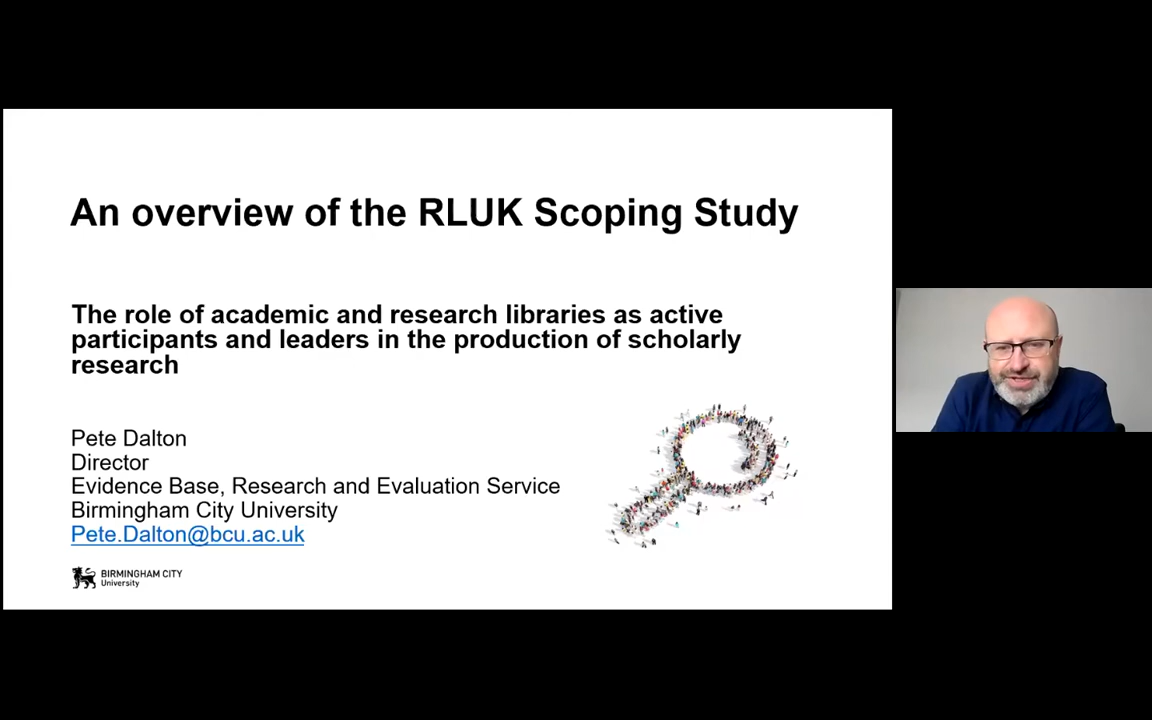 An overview of the RLUK Scoping Study
The role of academic and research libraries as active
participants and leaders in the production of scholarly
research
Pete Dalton
Director
Evidence Base, Research and Evaluation Service
Birmingham City University
Pete.Dalton@bcu.ac.uk
BIRMINGHAM CITY
University